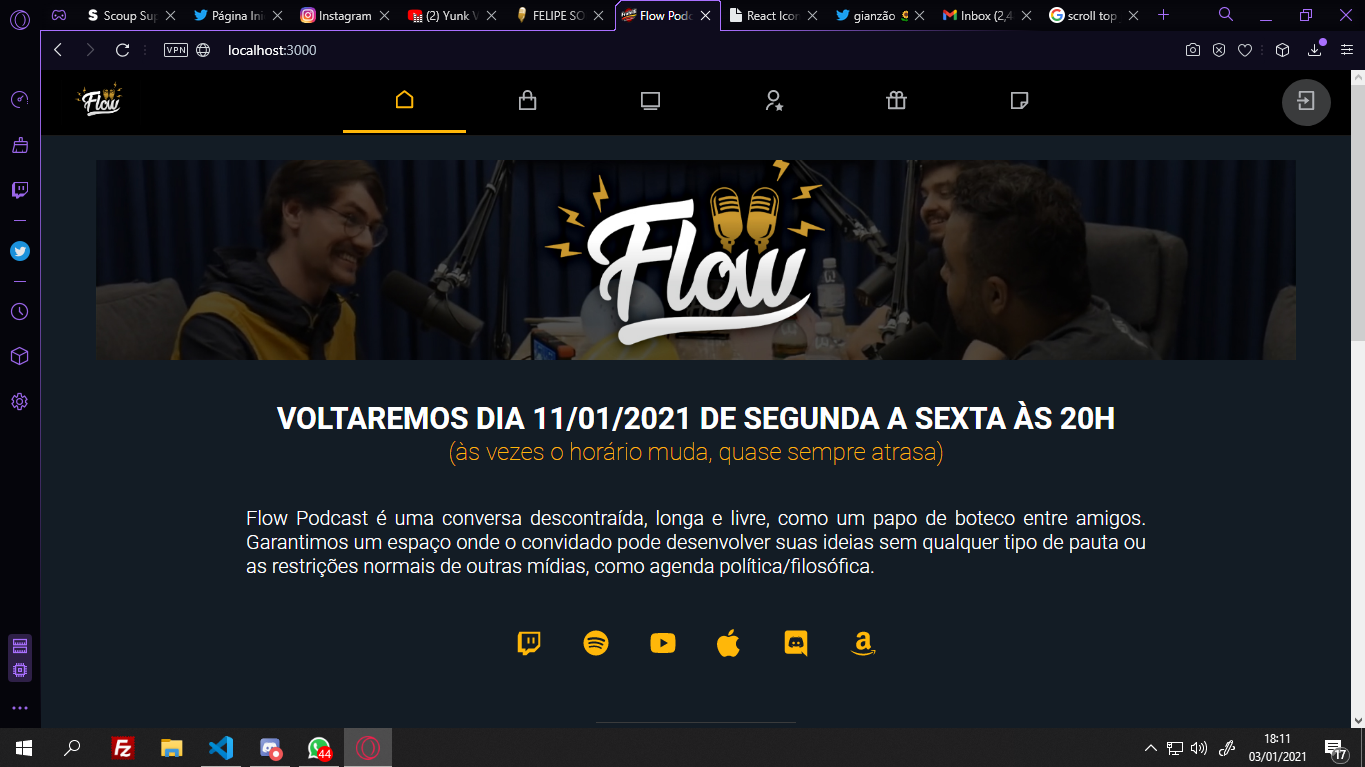 Scoup Sup
Página Ini
Instagram
(2) Yunk V
FELIPE SO
Flow Podc
React Icon
gianzão
Inbox (2,4
scroll top
VPN
localhost:3000
Flow
Flow
VOLTAREMOS DIA 11/01/2021 DE SEGUNDA A SEXTA ÀS 20H
(às vezes o horário muda, quase sempre atrasa)
Flow Podcast é uma conversa descontraída, longa e livre, como um papo de boteco entre amigos.
Garantimos um espaço onde o convidado pode desenvolver suas ideias sem qualquer tipo de pauta ou
as restrições normais de outras mídias, como agenda política/filosófica.
44
18:11
03/01/2021
17